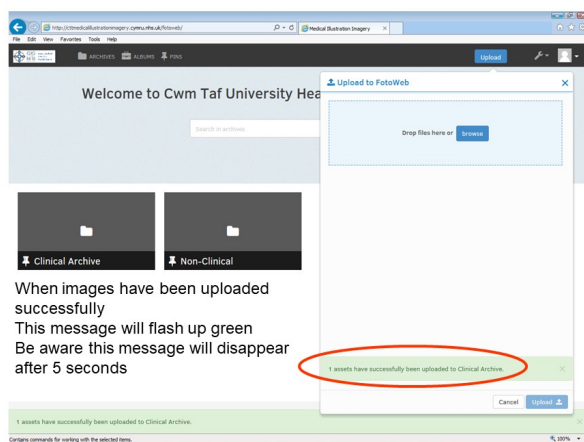 http://cttmedicalillustrationimagery.cymru.nhs.uk/fotoweb/
Medical Illustration Imagery
File Edit View Favorites Tools Help
GIG
NHS
ARCHIVES ALBUMS PINS
Upload
Welcome to Cwm Taf University Hea
Search in archives
Upload to FotoWeb
Drop files here or browse
Clinical Archive
Non-Clinical
When images have been uploaded
successfully
This message will flash up green
Be aware this message will disappear
after 5 seconds
1 assets have successfully been uploaded to Clinical Archive.
Cancel Upload
1 assets have successfully been uploaded to Clinical Archive.
Contains commands for working with the selected items.
100%